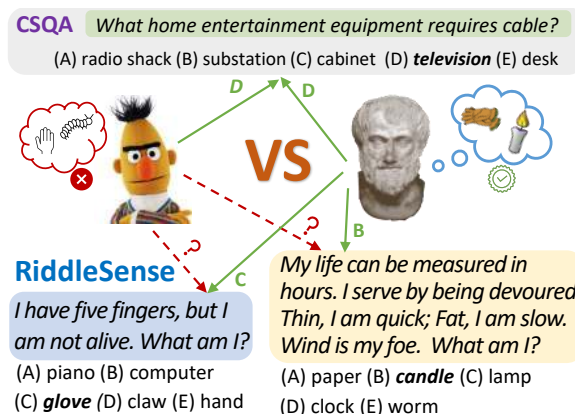 CSQA What home entertainment equipment requires cable?
(A) radio shack (B) substation (C) cabinet (D) television (E) desk
D
D
VS
?
?
B
C
RiddleSense
I have five fingers, but I
am not alive. What am I?
(A) piano (B) computer
(C) glove (D) claw (E) hand
My life can be measured in
hours. I serve by being devoured
Thin, I am quick; Fat, I am slow.
Wind is my foe. What am I?
(A) paper (B) candle (C) lamp
(D) clock (E) worm